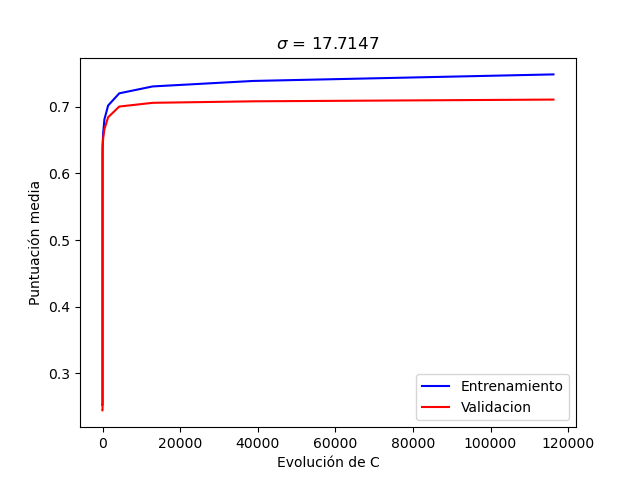 σ = 17.7147
Puntuación media
0.7
0.6
0.5
0.4
0.3
0
20000
40000
60000
80000
100000
120000
Evolución de C
Entrenamiento
Validacion